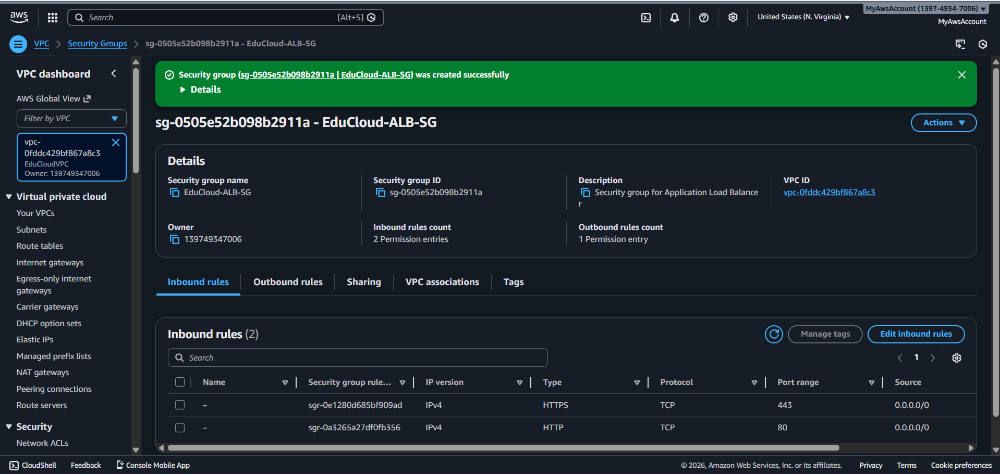 aws
Search [Alt+S]
United States (N. Virginia)
MyAwsAccount (1397-4934-7006)
MyAwsAccount
VPC > Security Groups > sg-0505e52b098b2911a - EduCloud-ALB-SG
VPC dashboard
AWS Global View
Filter by VPC
vpc-
0fddc429bf867a8c3
EduCloudVPC
Owner: 139749347006
Virtual private cloud
Your VPCs
Subnets
Route tables
Internet gateways
Egress-only internet
gateways
Carrier gateways
DHCP option sets
Elastic IPs
Managed prefix lists
NAT gateways
Peering connections
Route servers
Security
Network ACLs
Security group (sg-0505e52b098b2911a | EduCloud-ALB-SG) was created successfully
Details
sg-0505e52b098b2911a - EduCloud-ALB-SG
Actions
Details
Security group name
EduCloud-ALB-SG
Security group ID
sg-0505e52b098b2911a
Description
Security group for Application Load Balance
r
VPC ID
vpc-0fddc429bf867a8c3
Owner
139749347006
Inbound rules count
2 Permission entries
Outbound rules count
1 Permission entry
Inbound rules Outbound rules Sharing VPC associations Tags
Inbound rules (2)
Manage tags
Edit inbound rules
Search
1
Name Security group rule... IP version Type Protocol Port range Source
– sgr-0e1280d685bf909ad IPv4 HTTPS TCP 443 0.0.0.0/0
– sgr-0a3265a27df0fb356 IPv4 HTTP TCP 80 0.0.0.0/0
CloudShell Feedback Console Mobile App © 2026, Amazon Web Services, Inc. or its affiliates. Privacy Terms Cookie preferences